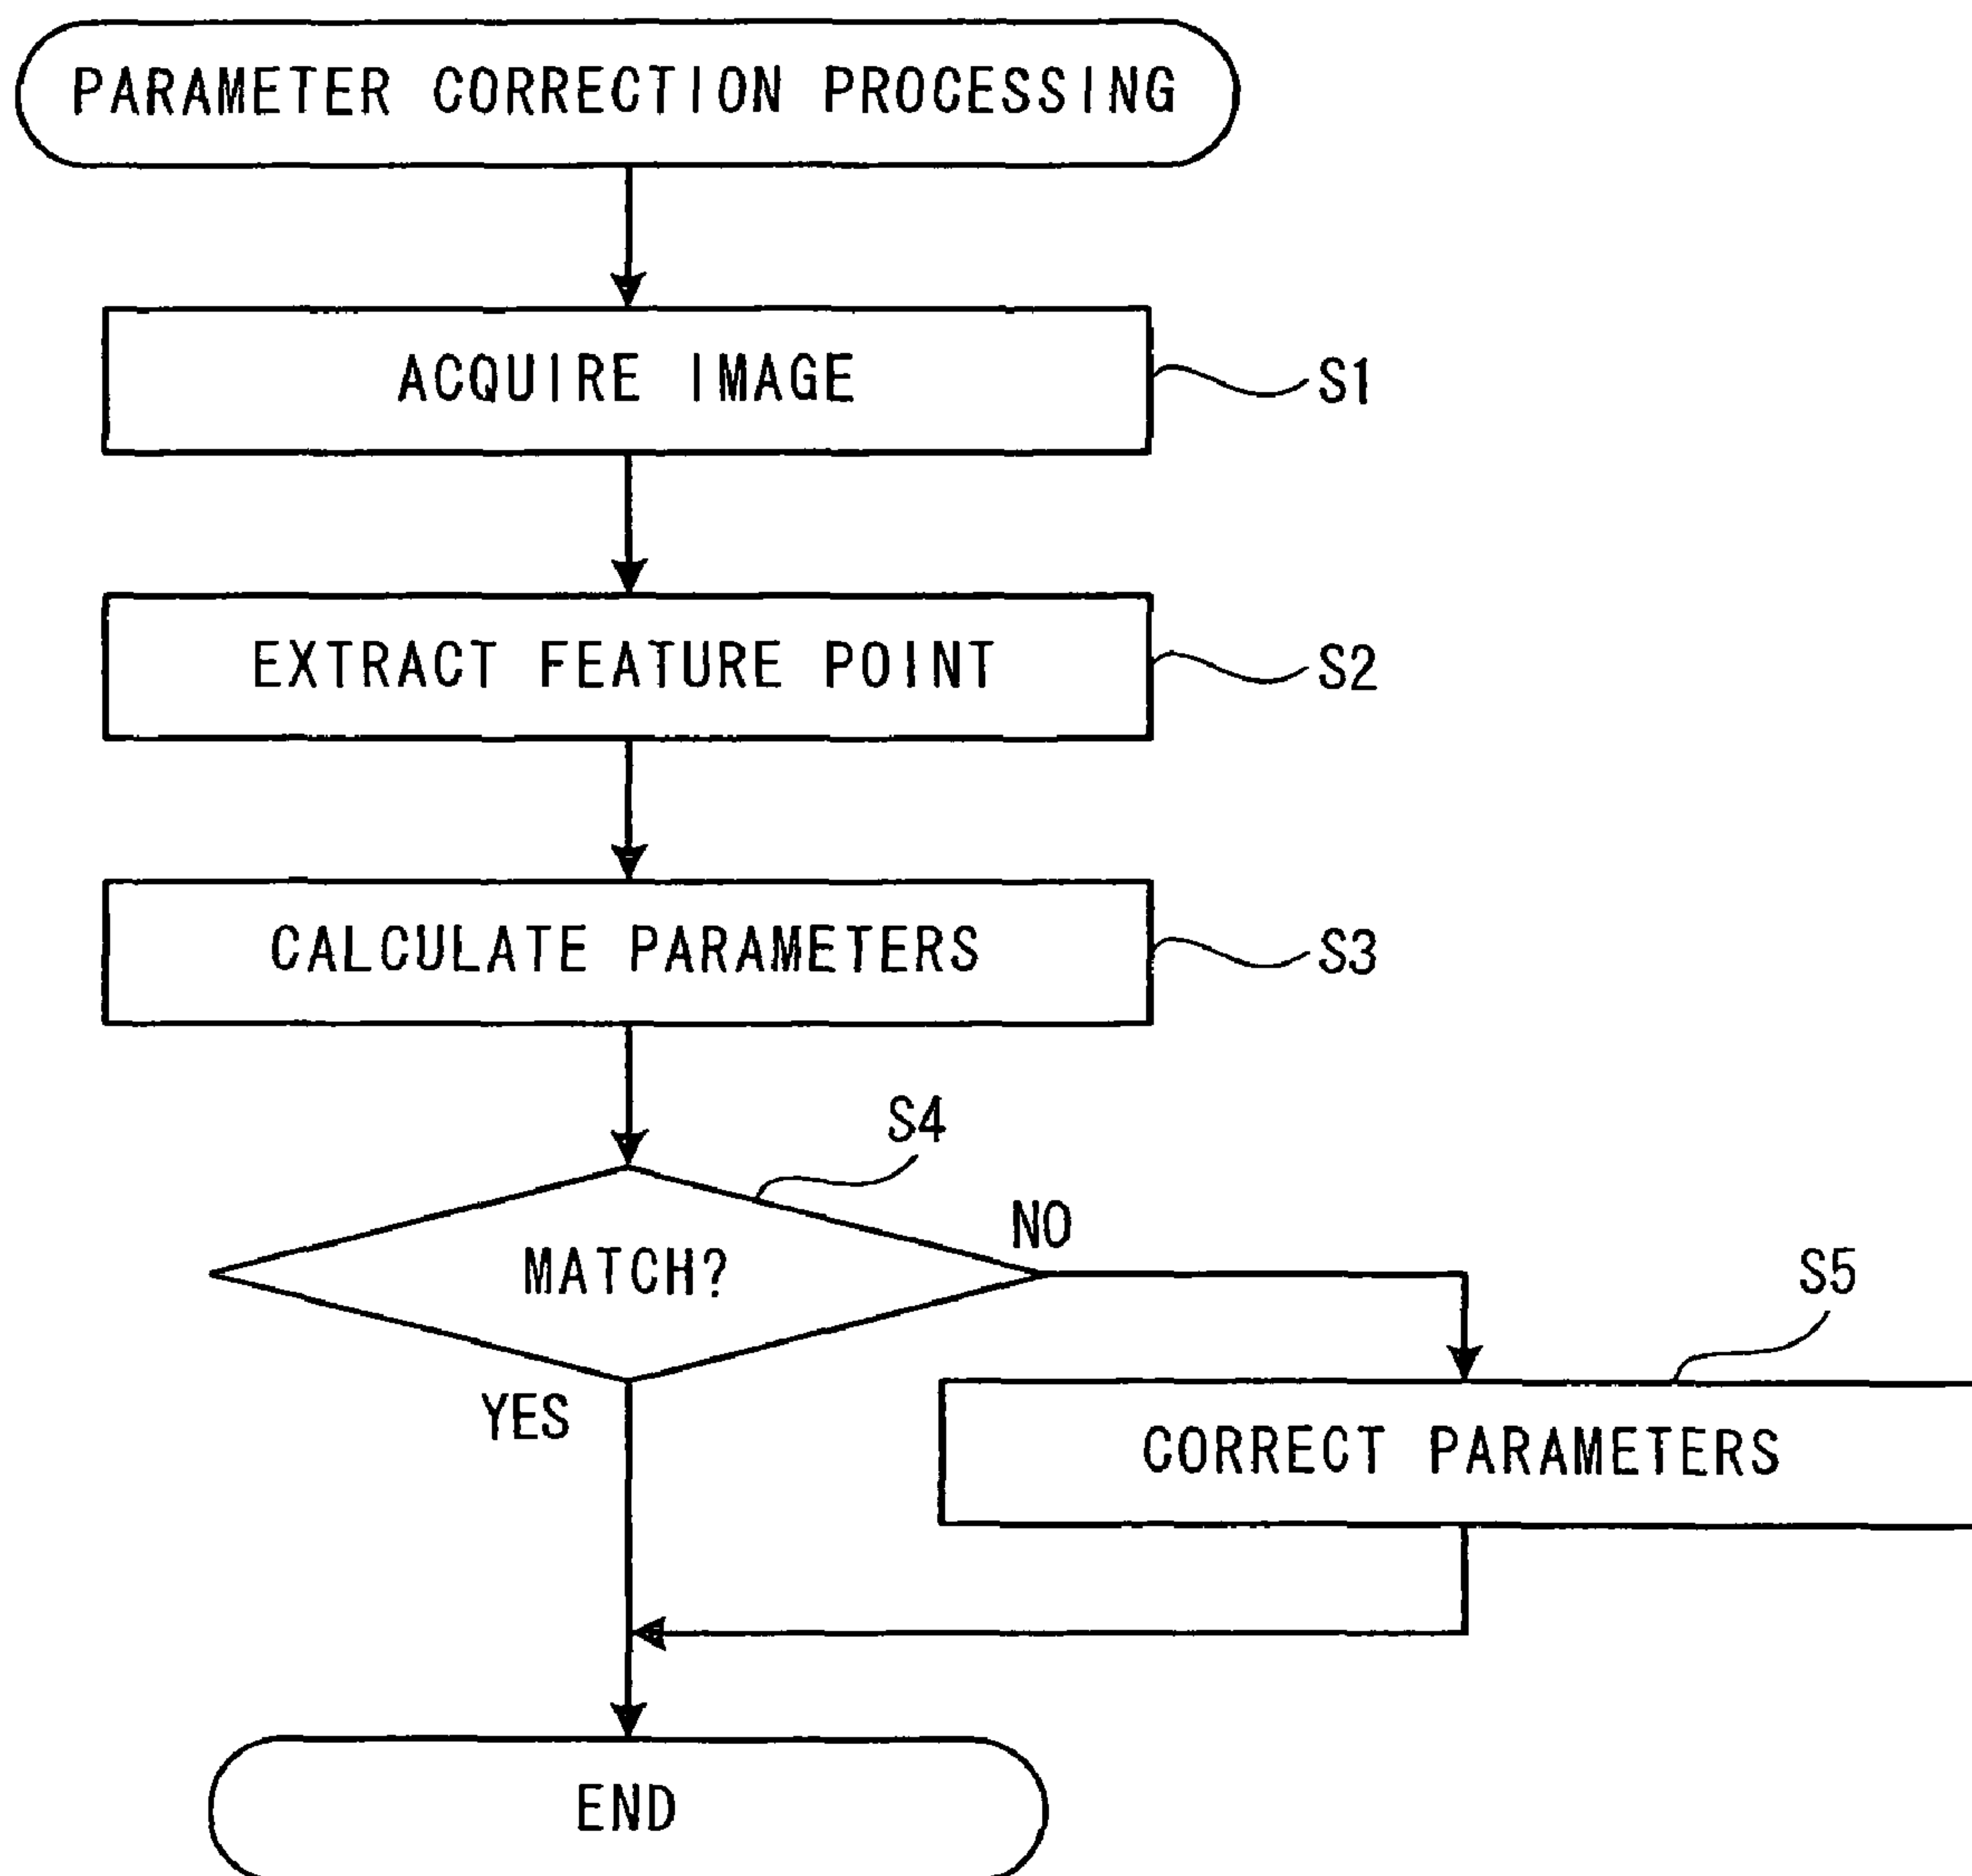 PARAMETER CORRECTION PROCESSING
ACQUIRE IMAGE
S1
EXTRACT FEATURE POINT
S2
CALCULATE PARAMETERS
S3
S4
MATCH?
NO
YES
S5
CORRECT PARAMETERS
END